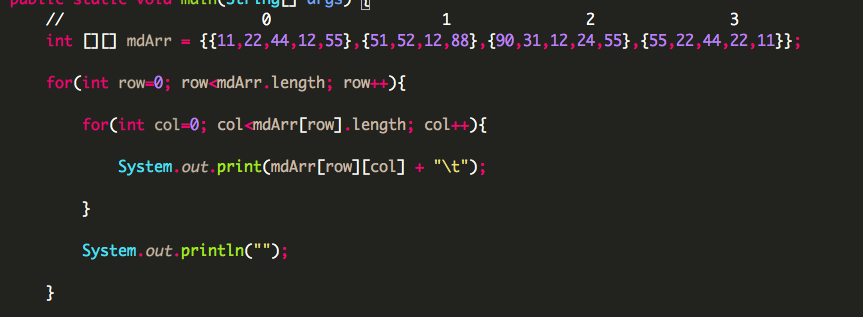 public static void main(String[] args) {
// 0 1 2 3
int [][] mdArr = {{11,22,44,12,55},{51,52,12,88},{90,31,12,24,55},{55,22,44,22,11}};
for(int row=0; row<mdArr.length; row++){
for(int col=0; col<mdArr[row].length; col++){
System.out.print(mdArr[row][col] + "\t");
}
System.out.println("");
}